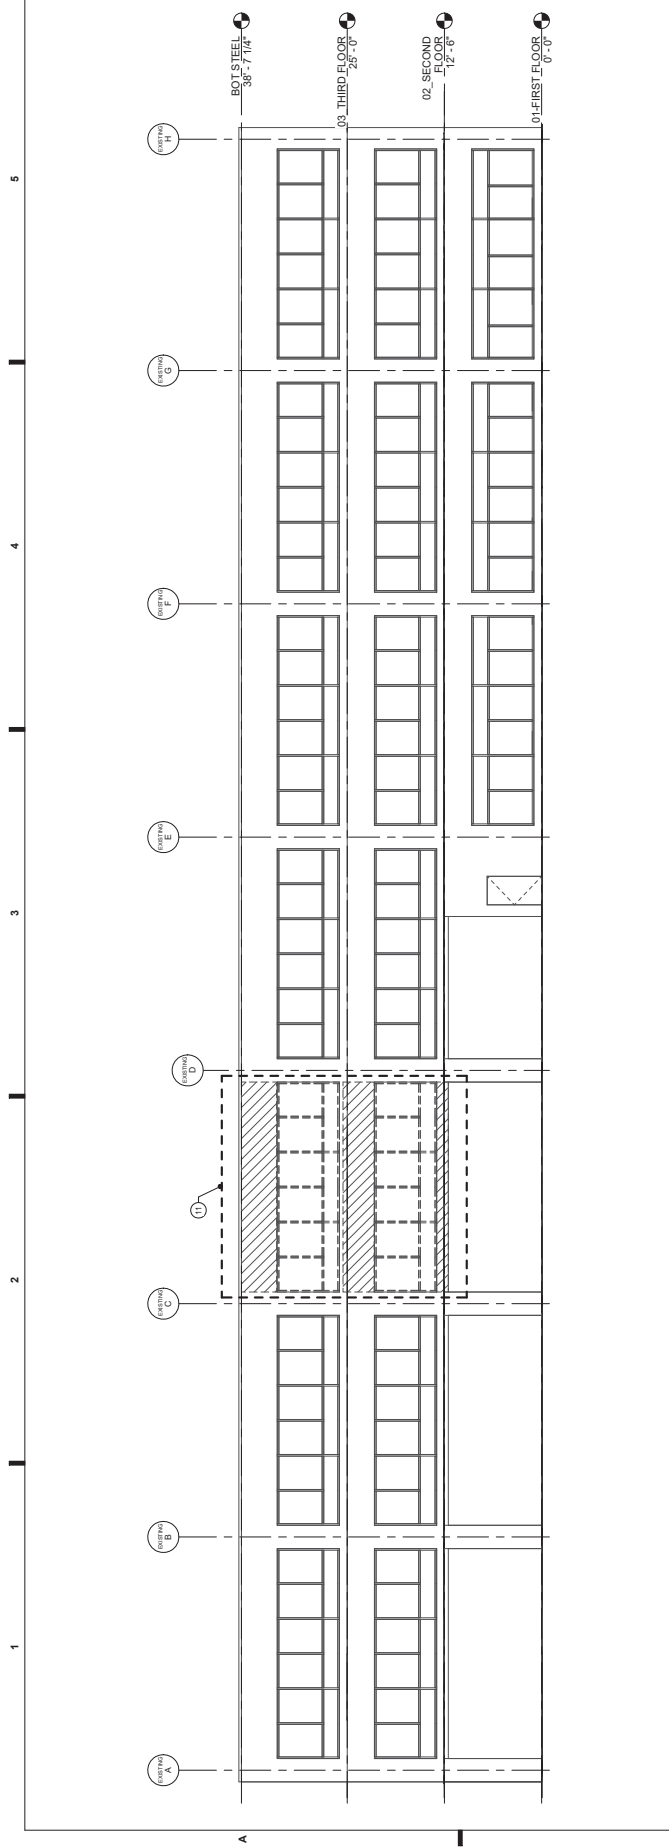 1
2
3
4
5
A
EXISTING
A
EXISTING
B
EXISTING
C
EXISTING
D
EXISTING
E
EXISTING
F
EXISTING
G
EXISTING
H
11
BOT STEEL
38' - 7 1/4"
03_THIRD FLOOR
25' - 0"
02_SECOND
FLOOR
12' - 6"
01-FIRST FLOOR
0' - 0"